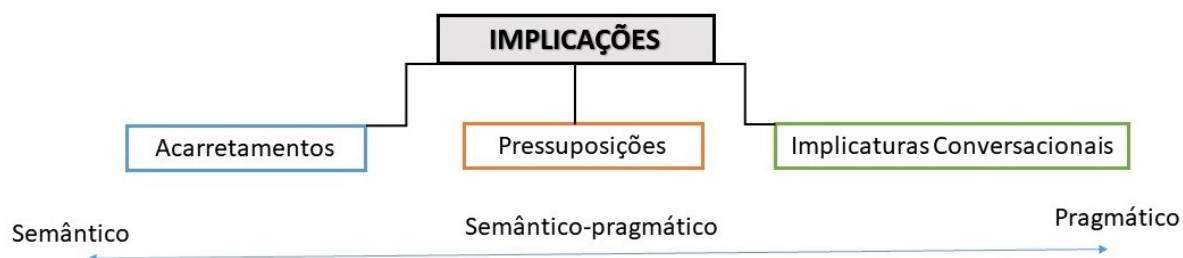 IMPLICAÇÕES
Acarretamentos
Pressuposições
Implicaturas Conversacionais
Semântico
Semântico-pragmático
Pragmático